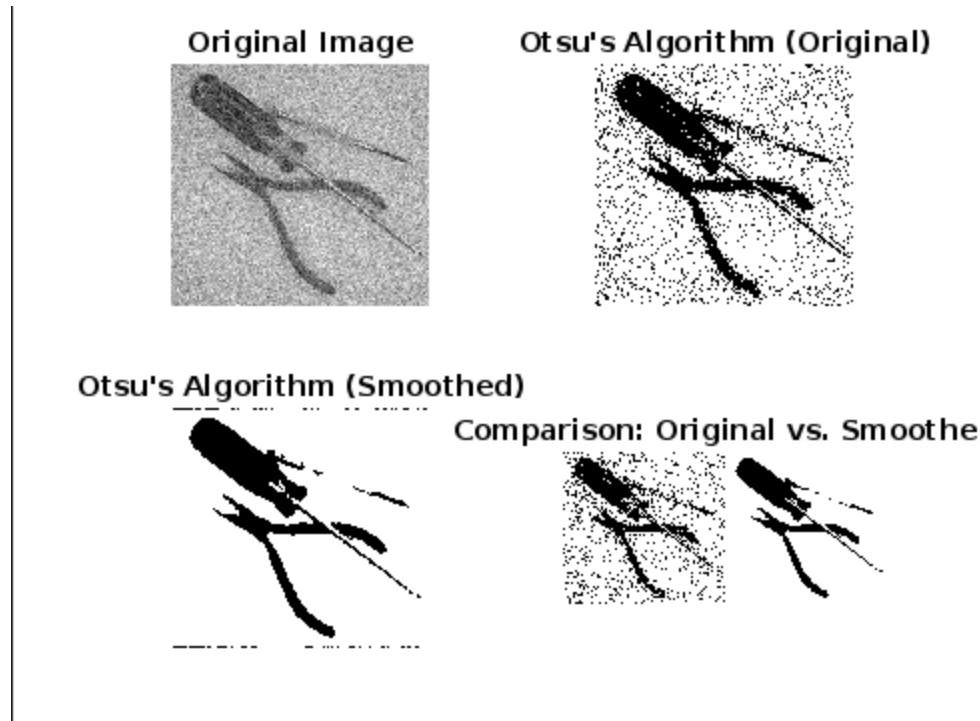 Original Image
Otsu's Algorithm (Original)
Otsu's Algorithm (Smoothed)
Comparison: Original vs. Smoothe